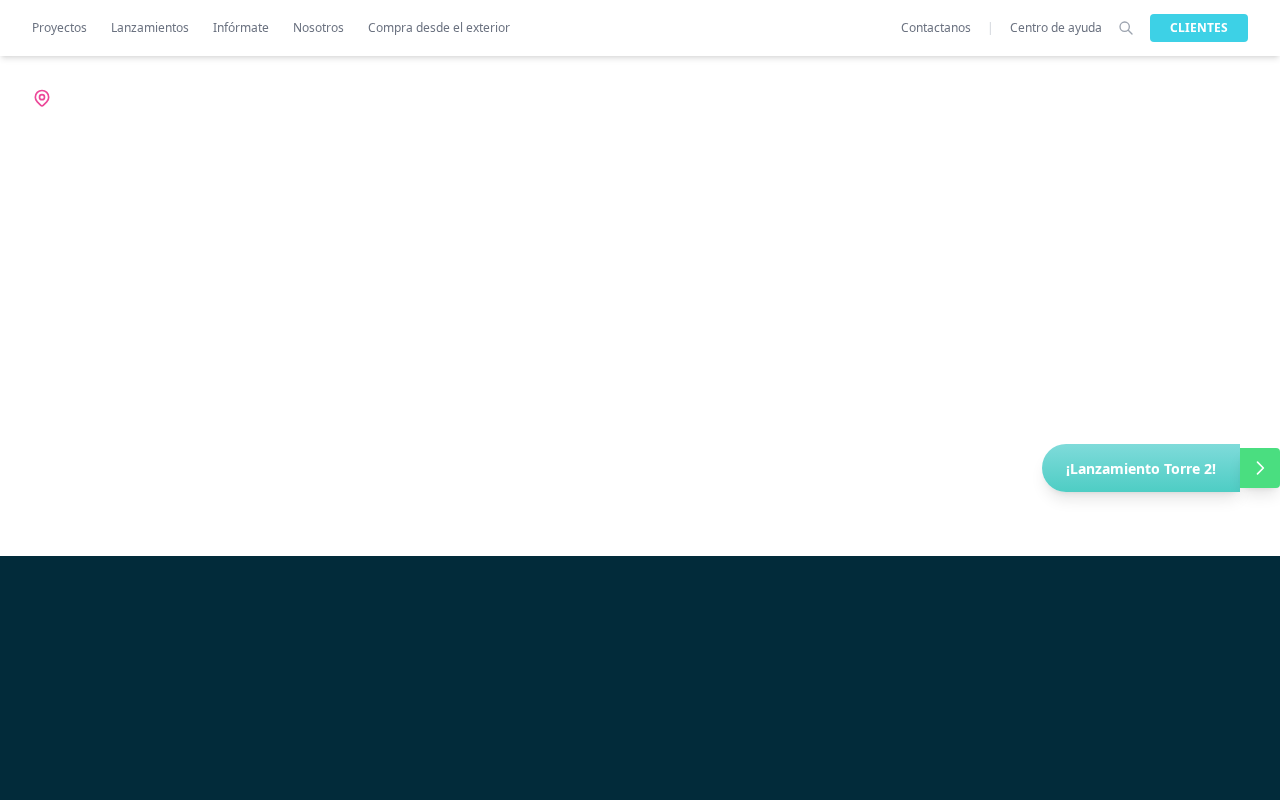 Proyectos
Lanzamientos
Infórmate
Nosotros
Compra desde el exterior
Contactanos
Centro de ayuda
CLIENTES
¡Lanzamiento Torre 2!